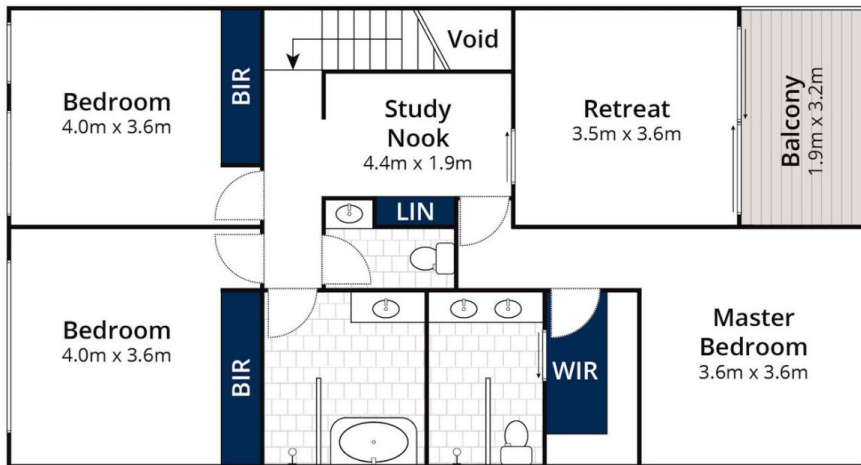 Bedroom
4.0m x 3.6m
BIR
Void
Study
Nook
4.4m x 1.9m
Retreat
3.5m x 3.6m
Balcony
1.9m x 3.2m
LIN
Bedroom
4.0m x 3.6m
BIR
WIR
Master
Bedroom
3.6m x 3.6m